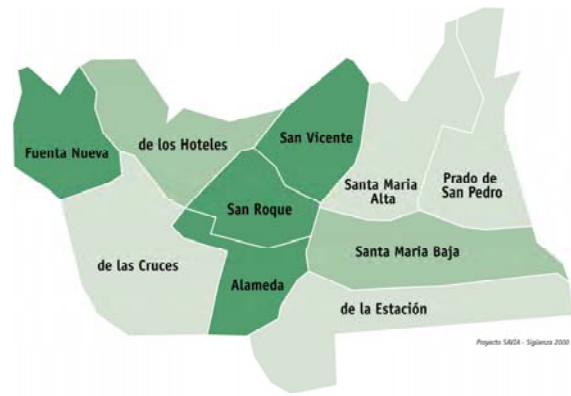 San Vicente
de los Hoteles
Fuenta Nueva
Santa Maria
Alta
Prado de
San Pedro
San Roque
Santa Maria Baja
de las Cruces
Alameda
de la Estación
Proyecto SAVIA - Sigüenza 2000